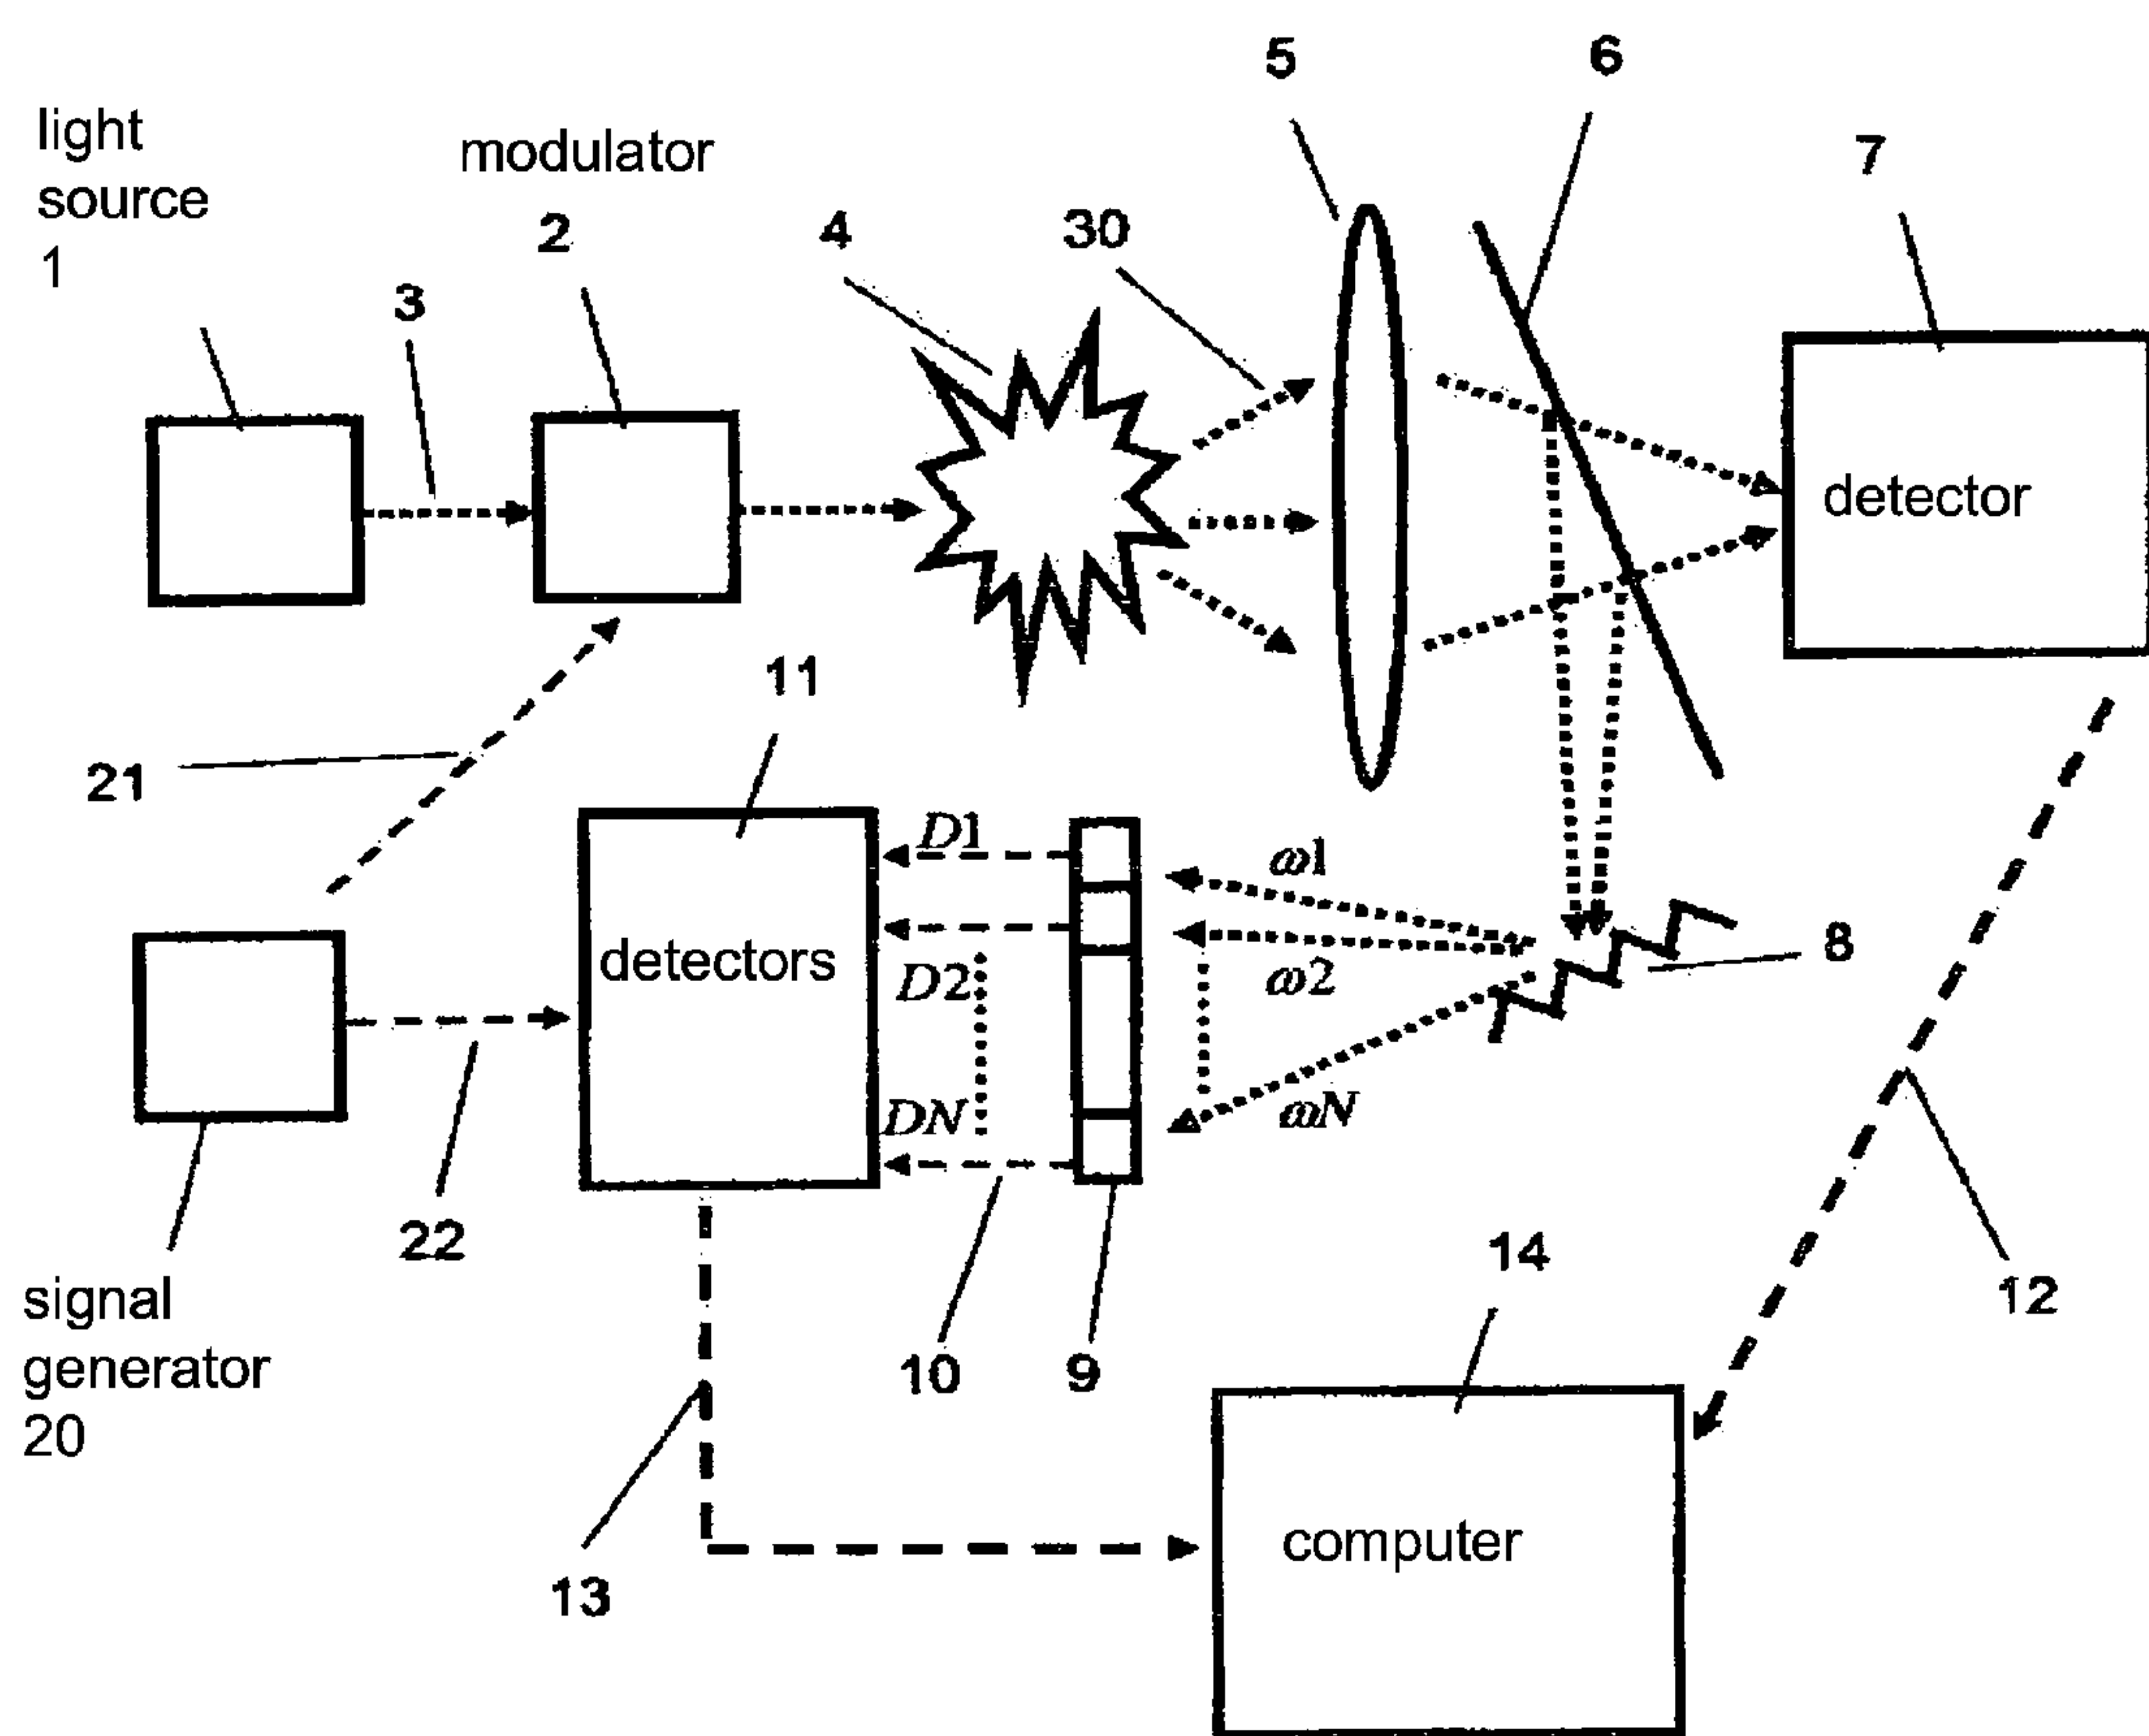 5
6
light
source
1
modulator
2
7
4
30
3
detector
11
21
D1
ω1
detectors
D2
ω2
8
DN
ωN
22
signal
generator
20
14
12
10
9
computer
13